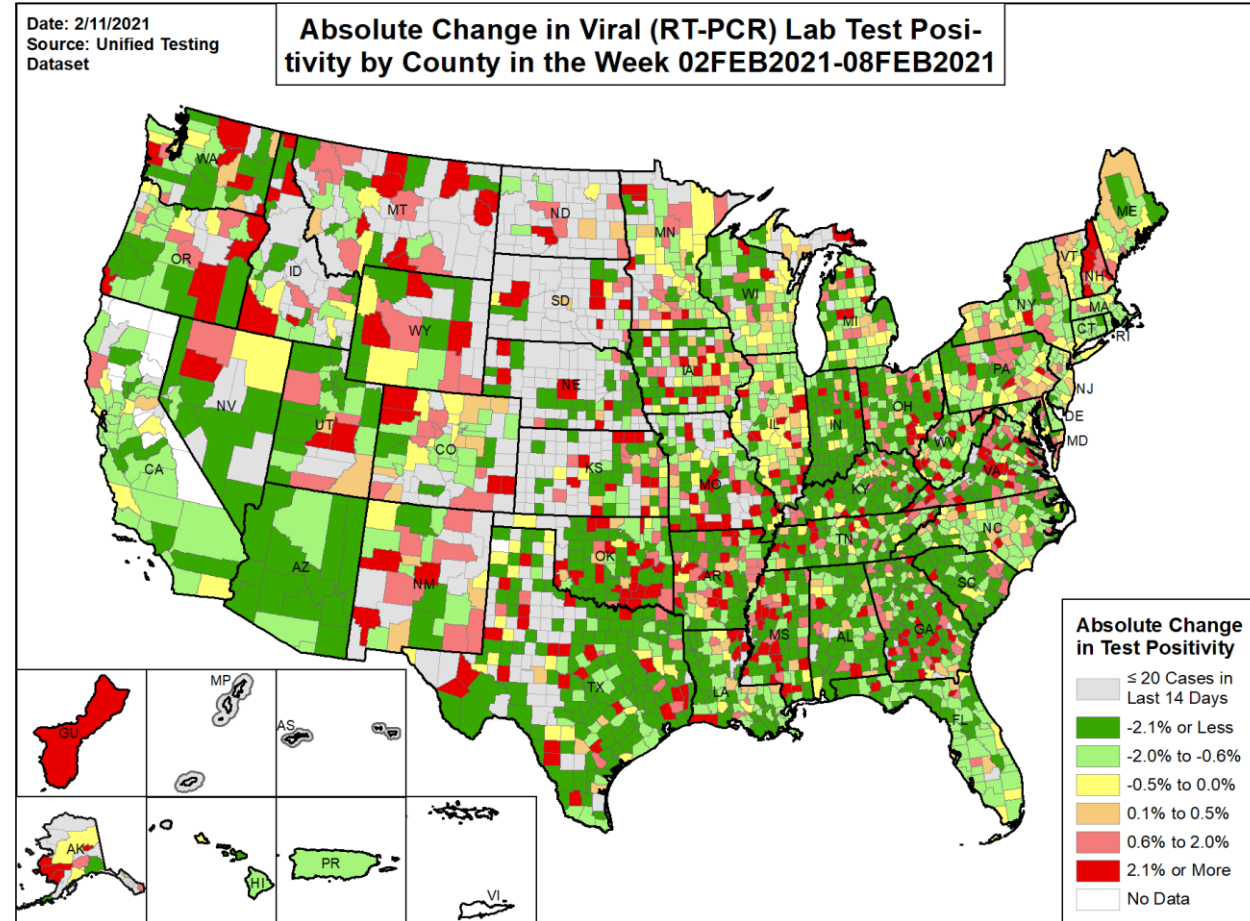 Date: 2/11/2021
Source: Unified Testing
Dataset
Absolute Change in Viral (RT-PCR) Lab Test Posi-
tivity by County in the Week 02FEB2021-08FEB2021
WA
MT
ND
MN
ME
OR
ID
SD
WI
VT
NH
WY
MI
NY
MA
CT
RI
NE
IA
PA
NJ
NV
UT
CO
IL
IN
OH
DE
MD
CA
KS
MO
WV
VA
KY
AZ
NM
OK
AR
TN
NC
SC
MS
AL
GA
TX
LA
FL
GU
MP
AS
AK
HI
PR
VI
Absolute Change
in Test Positivity
≤ 20 Cases in
Last 14 Days
-2.1% or Less
-2.0% to -0.6%
-0.5% to 0.0%
0.1% to 0.5%
0.6% to 2.0%
2.1% or More
No Data